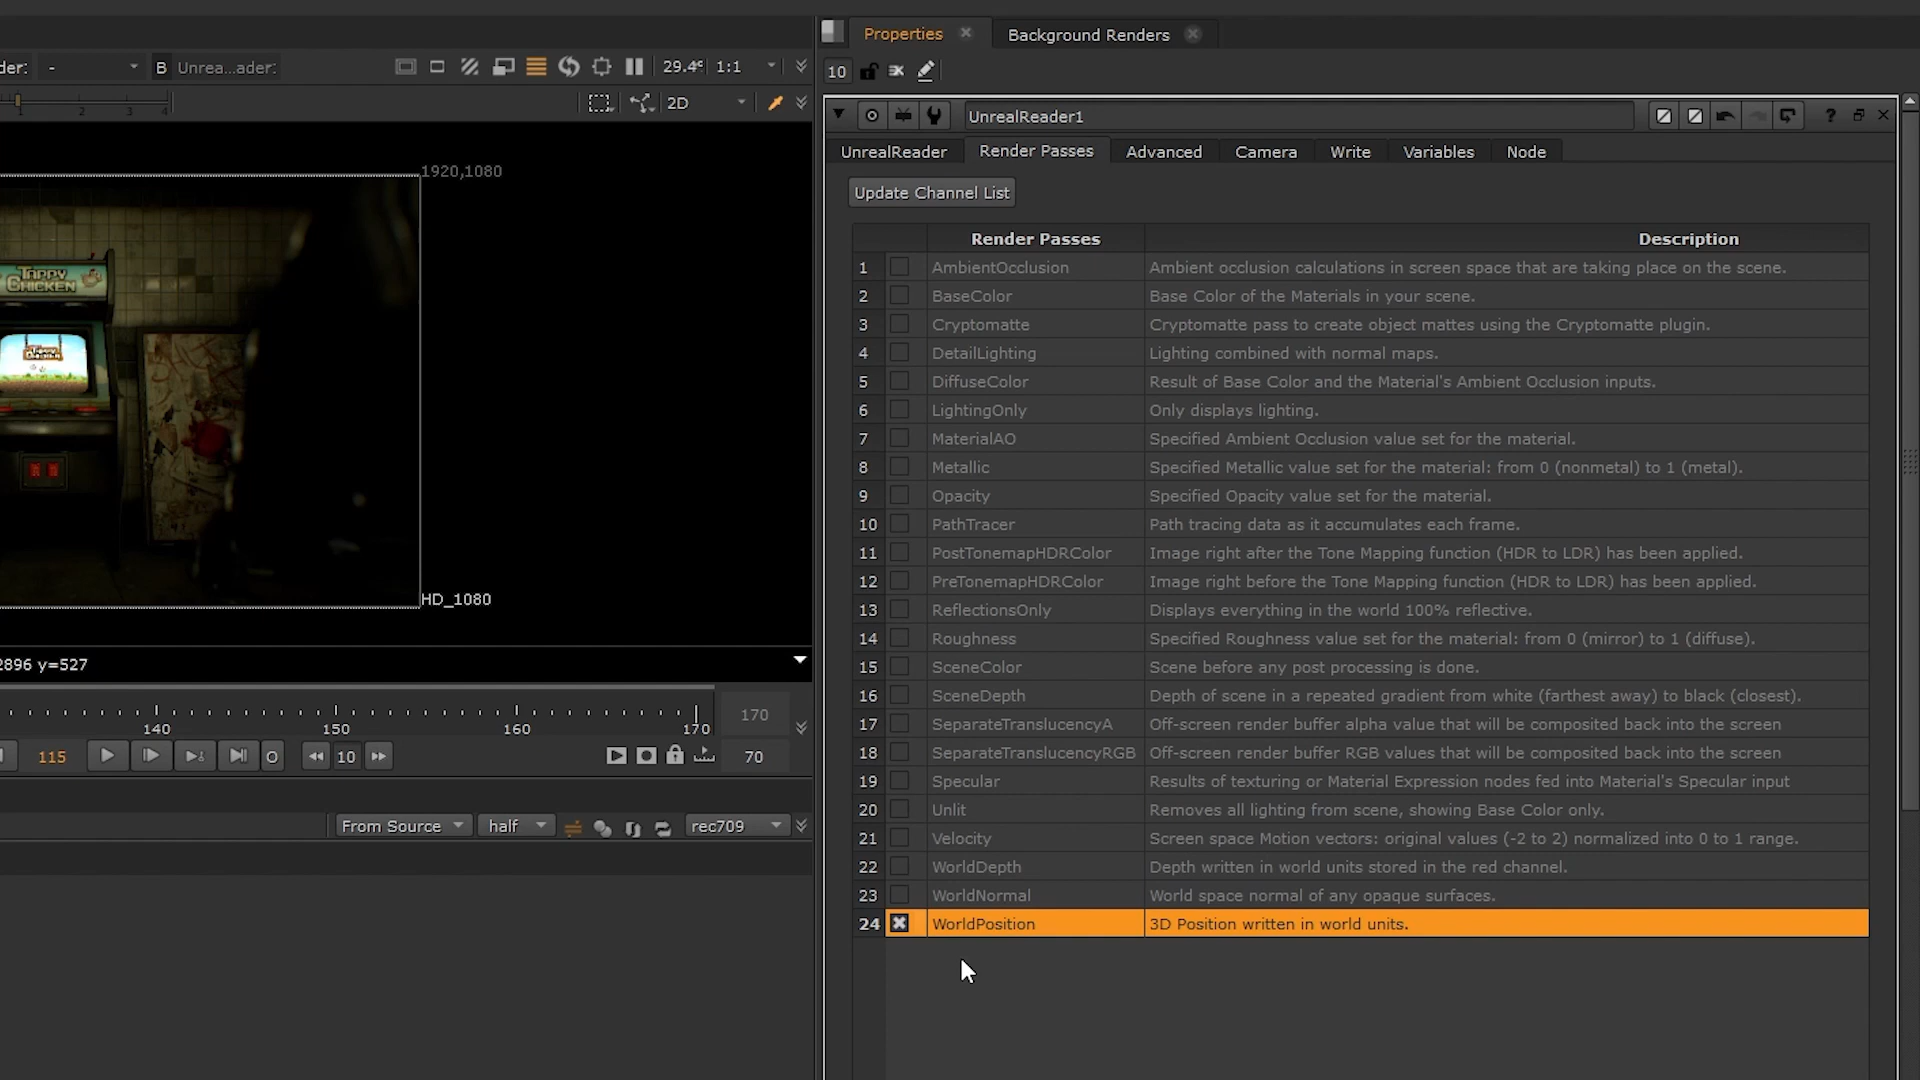 Properties
Background Renders
der:
-
B
Unrea...ader:
29.4%
1:1
10
1
2
3
4
2D
UnrealReader1
?
UnrealReader
Render Passes
Advanced
Camera
Write
Variables
Node
Update Channel List
Render Passes
Description
1 AmbientOcclusion Ambient occlusion calculations in screen space that are taking place on the scene.
2 BaseColor Base Color of the Materials in your scene.
3 Cryptomatte Cryptomatte pass to create object mattes using the Cryptomatte plugin.
4 DetailLighting Lighting combined with normal maps.
5 DiffuseColor Result of Base Color and the Material's Ambient Occlusion inputs.
6 LightingOnly Only displays lighting.
7 MaterialAO Specified Ambient Occlusion value set for the material.
8 Metallic Specified Metallic value set for the material: from 0 (nonmetal) to 1 (metal).
9 Opacity Specified Opacity value set for the material.
10 PathTracer Path tracing data as it accumulates each frame.
11 PostTonemapHDRColor Image right after the Tone Mapping function (HDR to LDR) has been applied.
12 PreTonemapHDRColor Image right before the Tone Mapping function (HDR to LDR) has been applied.
13 ReflectionsOnly Displays everything in the world 100% reflective.
14 Roughness Specified Roughness value set for the material: from 0 (mirror) to 1 (diffuse).
15 SceneColor Scene before any post processing is done.
16 SceneDepth Depth of scene in a repeated gradient from white (farthest away) to black (closest).
17 SeparateTranslucencyA Off-screen render buffer alpha value that will be composited back into the screen
18 SeparateTranslucencyRGB Off-screen render buffer RGB values that will be composited back into the screen
19 Specular Results of texturing or Material Expression nodes fed into Material's Specular input
20 Unlit Removes all lighting from scene, showing Base Color only.
21 Velocity Screen space Motion vectors: original values (-2 to 2) normalized into 0 to 1 range.
22 WorldDepth Depth written in world units stored in the red channel.
23 WorldNormal World space normal of any opaque surfaces.
24 WorldPosition 3D Position written in world units.
1920,1080
TAPPY
CHICKEN
HD_1080
2896 y=527
140
150
160
170
170
115
O
10
70
From Source
half
rec709